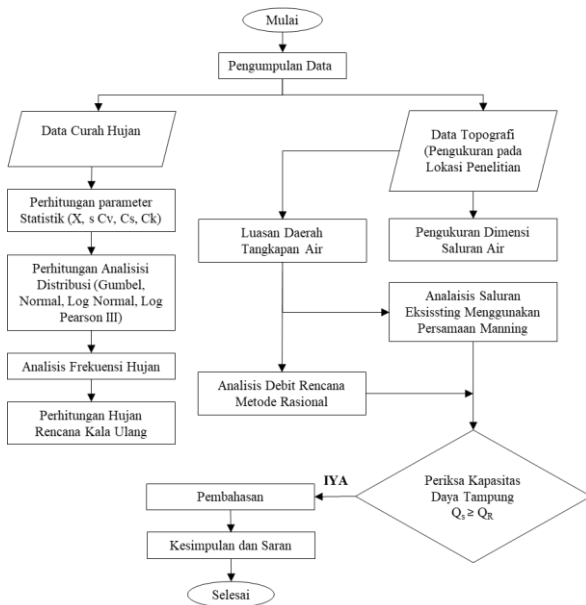 Mulai
Pengumpulan Data
Data Curah Hujan
Data Topografi
(Pengukuran pada
Lokasi Penelitian
Perhitungan parameter
Statistik (X, s Cv, Cs, Ck)
Luasan Daerah
Tangkapan Air
Pengukuran Dimensi
Saluran Air
Perhitungan Analisisi
Distribusi (Gumbel,
Normal, Log Normal, Log
Pearson III)
Analaisis Saluran
Eksissting Menggunakan
Persamaan Manning
Analisis Frekuensi Hujan
Analisis Debit Rencana
Metode Rasional
Perhitungan Hujan
Rencana Kala Ulang
Periksa Kapasitas
Daya Tampung
Qs ≥ QR
IYA
Pembahasan
Kesimpulan dan Saran
Selesai